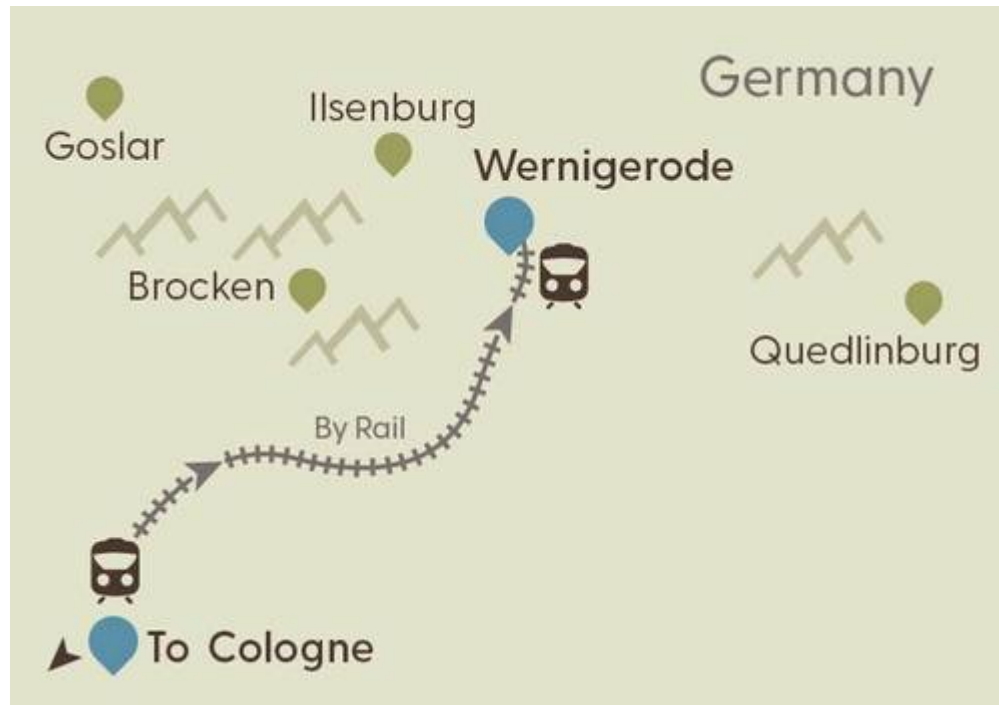 Germany
Ilsenburg
Goslar
Wernigerode
Brocken
Quedlinburg
By Rail
To Cologne